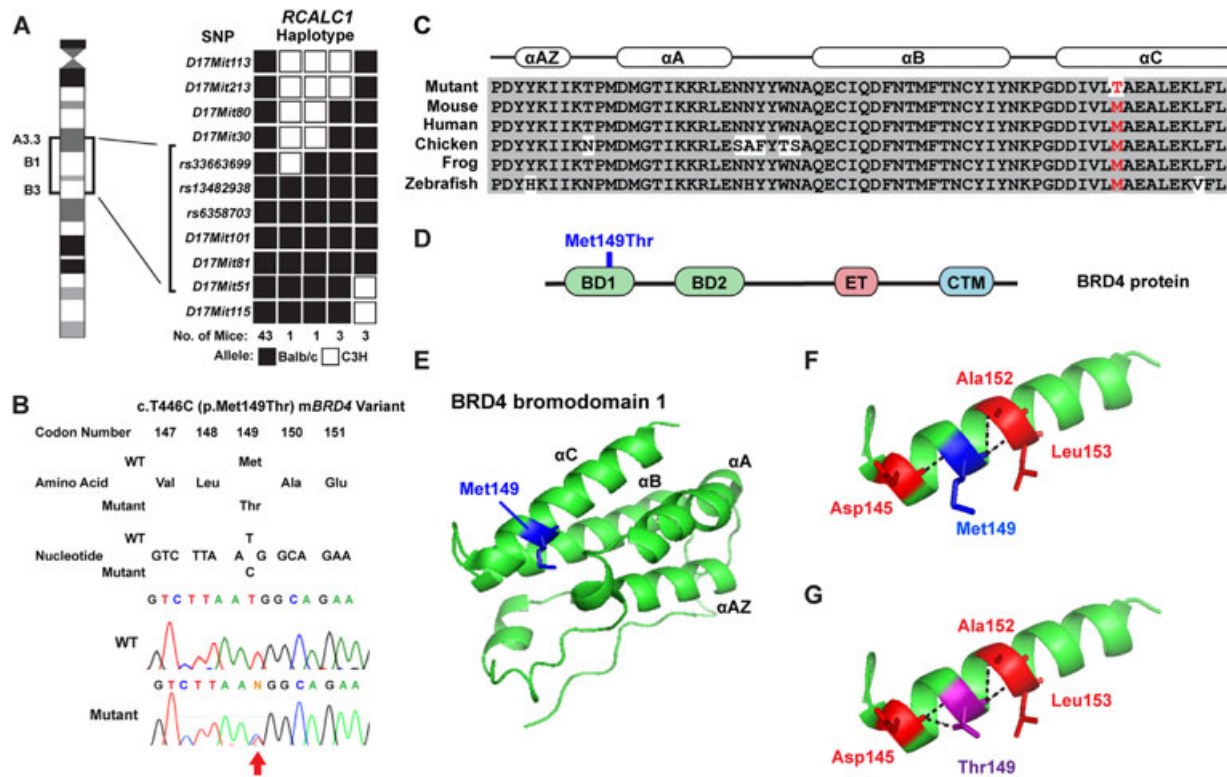 A
RCALC1
SNP Haplotype
D17Mit113
D17Mit213
D17Mit80
D17Mit30
rs33663699
rs13482938
rs6358703
D17Mit101
D17Mit81
D17Mit51
D17Mit115
A3.3
B1
B3
No. of Mice: 43 1 1 3 3
Allele: Balb/c C3H
B
c.T446C (p.Met149Thr) mBRD4 Variant
Codon Number 147 148 149 150 151
WT Met
Amino Acid Val Leu Ala Glu
Mutant Thr
WT T
Nucleotide GTC TTA A G GCA GAA
Mutant C
G T C T T A A T G G C A G A A
WT
G T C T T A A N G G C A G A A
Mutant
C
αAZ αA αB αC
Mutant PDYYKIIKTPMDMGTIKKRLENNYYWNAQECIQDFNTMFTNCYIYNKPGDDIVLTAEALEKLFL
Mouse PDYYKIIKTPMDMGTIKKRLENNYYWNAQECIQDFNTMFTNCYIYNKPGDDIVLMAEALEKLFL
Human PDYYKIIKTPMDMGTIKKRLENNYYWNAQECIQDFNTMFTNCYIYNKPGDDIVLMAEALEKLFL
Chicken PDYYKIIKNPMDMGTIKKRLESAFYTSAQECIQDFNTMFTNCYIYNKPGDDIVLMAEALEKLFL
Frog PDYYKIIKTPMDMGTIKKRLENNYYWNAQECIQDFNTMFTNCYIYNKPGDDIVLMAEALEKLFL
Zebrafish PDYHKIIKNPMDMGTIKKRLENHYYWNAQECIQDFNTMFTNCYIYNKPGDDIVLMAEALEKVFL
D
Met149Thr
BD1 BD2 ET CTM BRD4 protein
E
BRD4 bromodomain 1
αC
αA
αB
Met149
αAZ
F
Ala152
Leu153
Asp145
Met149
G
Ala152
Leu153
Asp145
Thr149